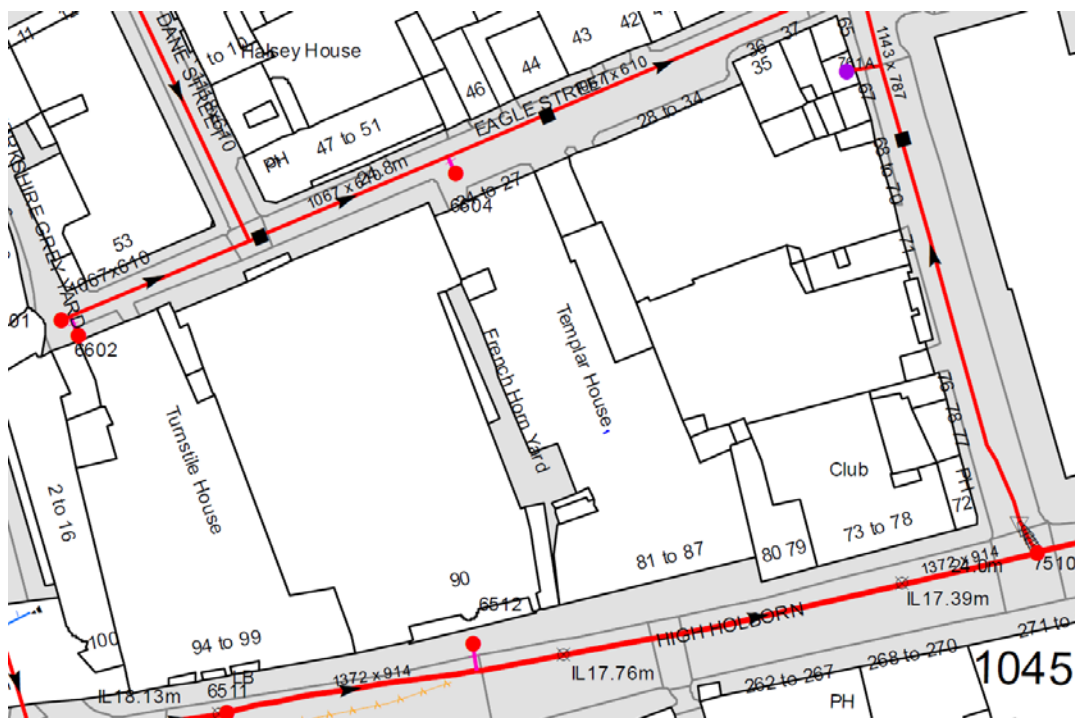 11
DANE STREET
to 10
Halsey House
42
43
44
46
EAGLE STREET
36
37
35
65
761A
67
1143 x 787
28 to 34
47 to 51
PH
24.8m
1067 x 610
24 to 27
6604
68 to 70
71
53
1067x610
01
6602
French Horn Yard
Templar House
Turnstile House
76
78
77
PH
72
Club
2 to 16
73 to 78
80 79
81 to 87
1372 x 914
24.0m
7510
IL17.39m
90
6512
HIGH HOLBORN
100
94 to 99
LB
IL18.13m
6511
1372 x 914
IL17.76m
262 to 267
268 to 270
271 to
PH
1045